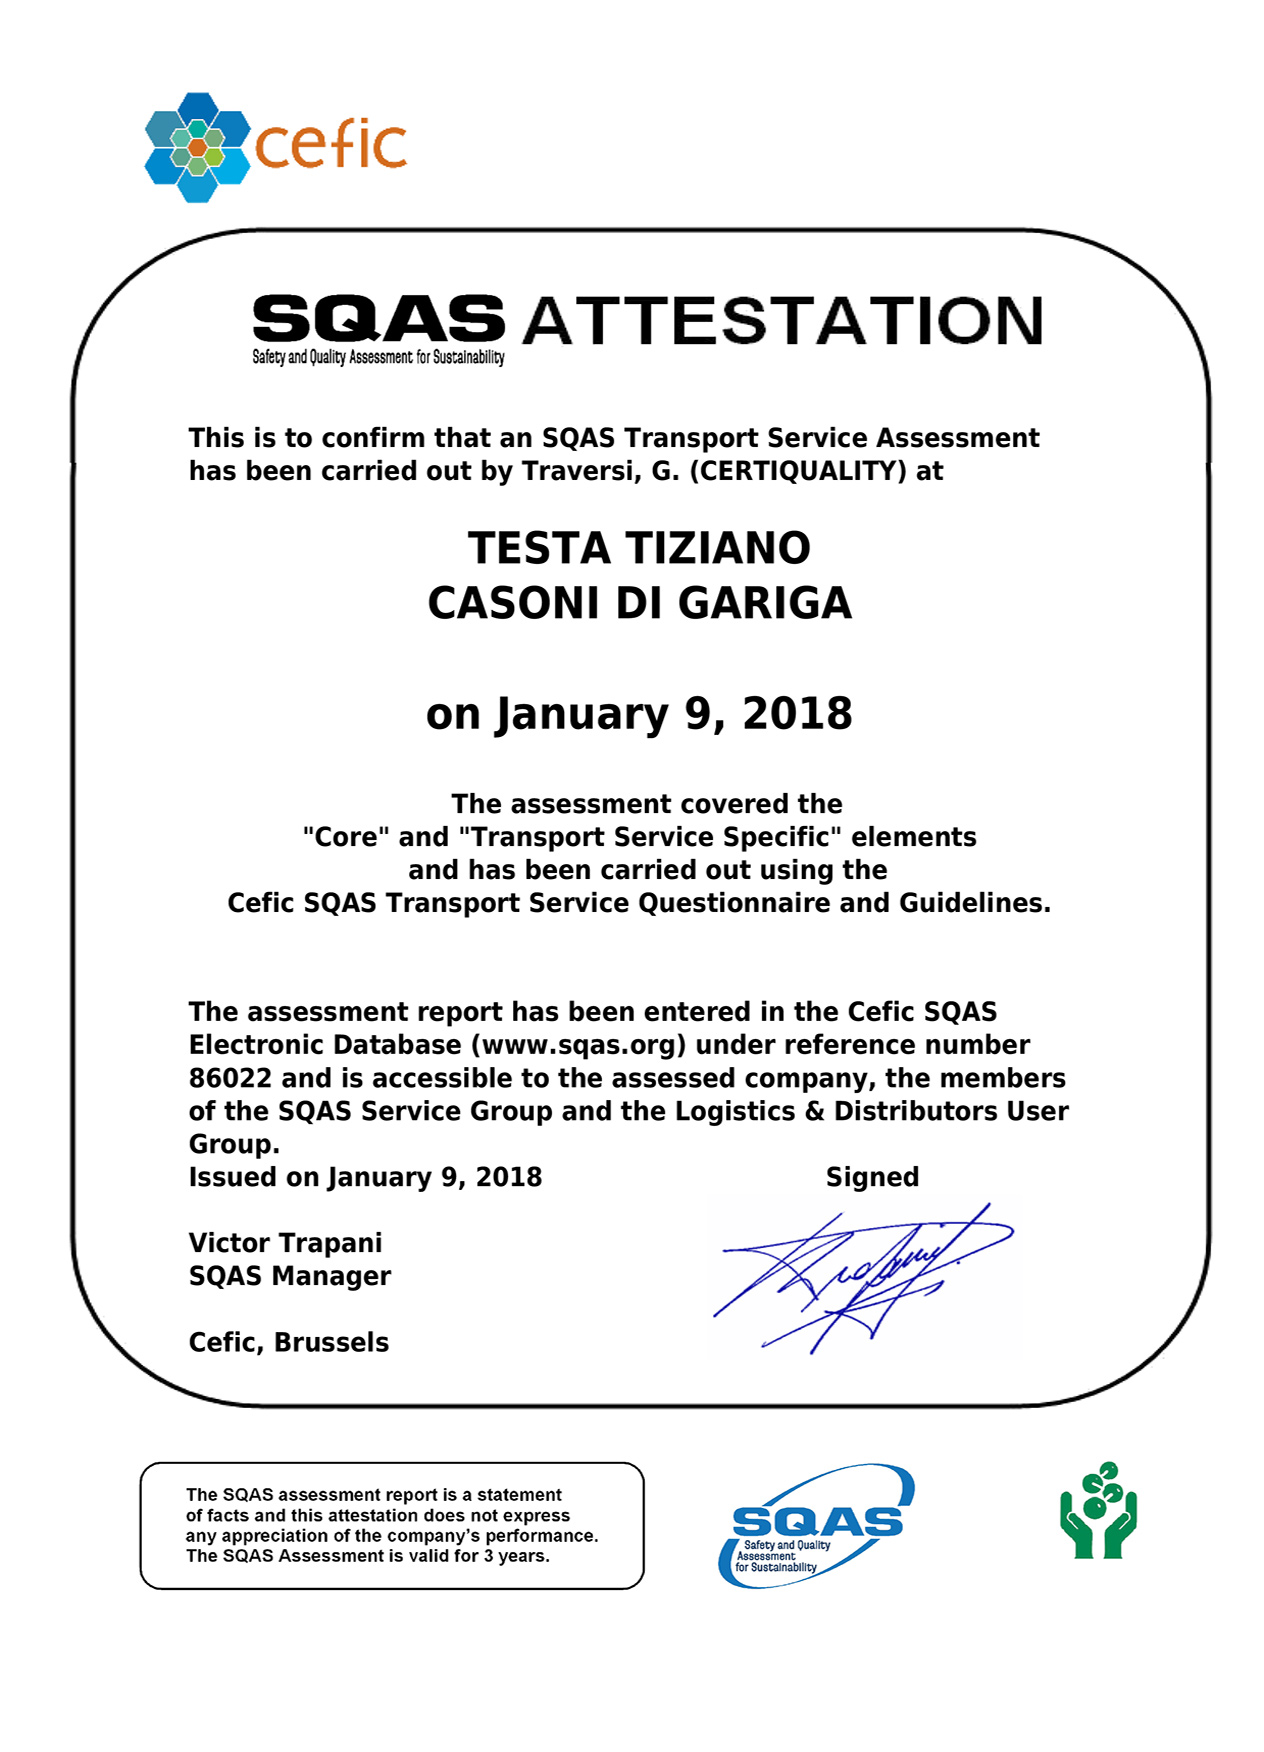 cefic
SQAS ATTESTATION
Safety and Quality Assessment for Sustainability
This is to confirm that an SQAS Transport Service Assessment
has been carried out by Traversi, G. (CERTIQUALITY) at
TESTA TIZIANO
CASONI DI GARIGA
on January 9, 2018
The assessment covered the
"Core" and "Transport Service Specific" elements
and has been carried out using the
Cefic SQAS Transport Service Questionnaire and Guidelines.
The assessment report has been entered in the Cefic SQAS
Electronic Database (www.sqas.org) under reference number
86022 and is accessible to the assessed company, the members
of the SQAS Service Group and the Logistics & Distributors User
Group.
Issued on January 9, 2018 Signed
Victor Trapani
SQAS Manager
Cefic, Brussels
The SQAS assessment report is a statement
of facts and this attestation does not express
any appreciation of the company's performance.
The SQAS Assessment is valid for 3 years.
SQAS
Safety and Quality
Assessment
for Sustainability